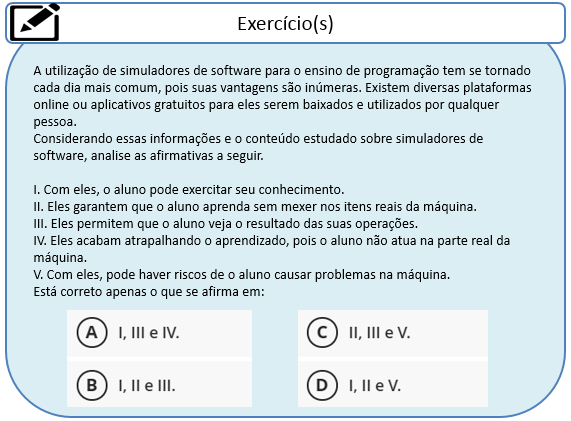 Exercício(s)
A utilização de simuladores de software para o ensino de programação tem se tornado
cada dia mais comum, pois suas vantagens são inúmeras. Existem diversas plataformas
online ou aplicativos gratuitos para eles serem baixados e utilizados por qualquer
pessoa.
Considerando essas informações e o conteúdo estudado sobre simuladores de
software, analise as afirmativas a seguir.
I. Com eles, o aluno pode exercitar seu conhecimento.
II. Eles garantem que o aluno aprenda sem mexer nos itens reais da máquina.
III. Eles permitem que o aluno veja o resultado das suas operações.
IV. Eles acabam atrapalhando o aprendizado, pois o aluno não atua na parte real da
máquina.
V. Com eles, pode haver riscos de o aluno causar problemas na máquina.
Está correto apenas o que se afirma em:
A I, III e IV.
B I, II e III.
C II, III e V.
D I, II e V.